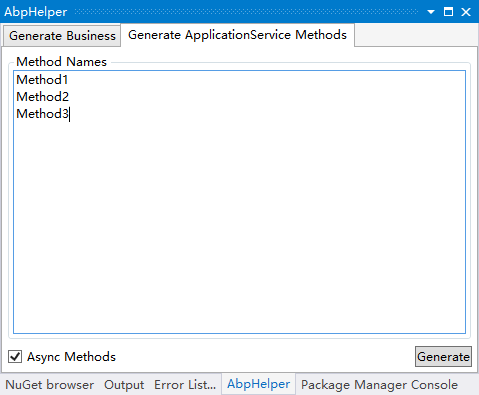 AbpHelper
Generate Business Generate ApplicationService Methods
Method Names
Method1
Method2
Method3
Async Methods Generate
NuGet browser Output Error List... AbpHelper Package Manager Console